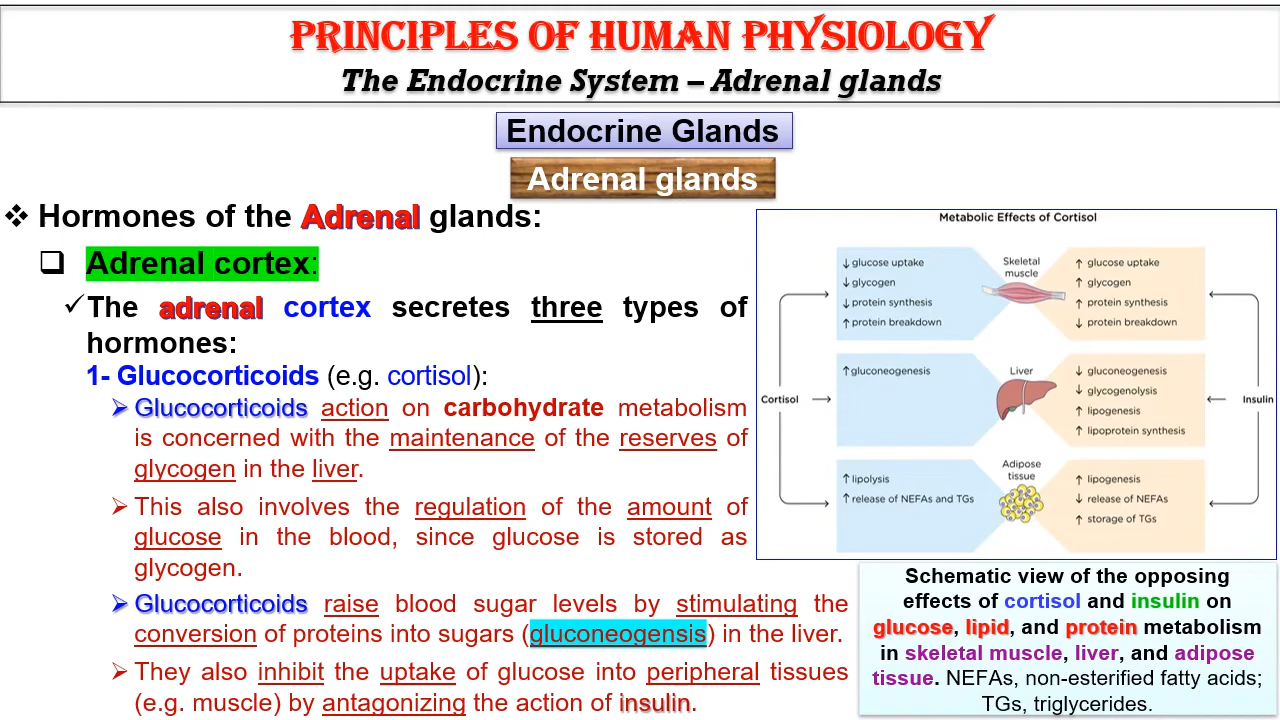 PRINCIPLES OF HUMAN PHYSIOLOGY
The Endocrine System – Adrenal glands
Endocrine Glands
Adrenal glands
❖ Hormones of the Adrenal glands:
❑ Adrenal cortex:
✓The adrenal cortex secretes three types of
hormones:
1- Glucocorticoids (e.g. cortisol):
➢ Glucocorticoids action on carbohydrate metabolism
is concerned with the maintenance of the reserves of
glycogen in the liver.
➢ This also involves the regulation of the amount of
glucose in the blood, since glucose is stored as
glycogen.
➢ Glucocorticoids raise blood sugar levels by stimulating the
conversion of proteins into sugars (gluconeogensis) in the liver.
➢ They also inhibit the uptake of glucose into peripheral tissues
(e.g. muscle) by antagonizing the action of insulin.
Metabolic Effects of Cortisol
Cortisol
↓ glucose uptake
↓ glycogen
↓ protein synthesis
↑ protein breakdown
Skeletal
muscle
↑ glucose uptake
↑ glycogen
↑ protein synthesis
↓ protein breakdown
↑ gluconeogenesis
Liver
↓ gluconeogenesis
↓ glycogenolysis
↑ lipogenesis
↑ lipoprotein synthesis
↑ lipolysis
↑ release of NEFAs and TGs
Adipose
tissue
↑ lipogenesis
↓ release of NEFAs
↑ storage of TGs
Insulin
Schematic view of the opposing
effects of cortisol and insulin on
glucose, lipid, and protein metabolism
in skeletal muscle, liver, and adipose
tissue. NEFAs, non-esterified fatty acids;
TGs, triglycerides.